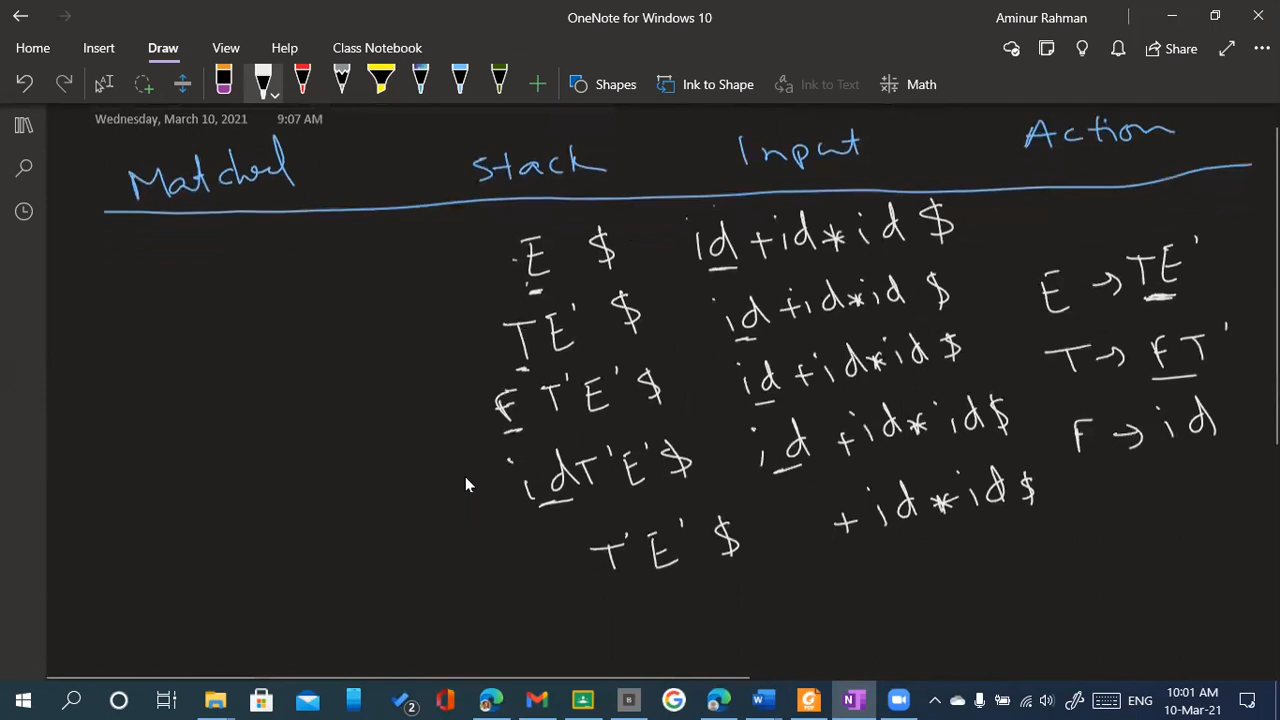 OneNote for Windows 10
Aminur Rahman
Home Insert Draw View Help Class Notebook Share
Shapes Ink to Shape Ink to Text Math
Wednesday, March 10, 2021 9:07 AM
Matched Stack Input Action
E $ id +id*id $
E → TE'
TE' $ id +id*id $
T → FT'
F T'E'$ id +id*id $
F → id
idT'E'$ id +id*id$
T'E' $ +id*id$
2
B
N
ENG
10:01 AM
10-Mar-21